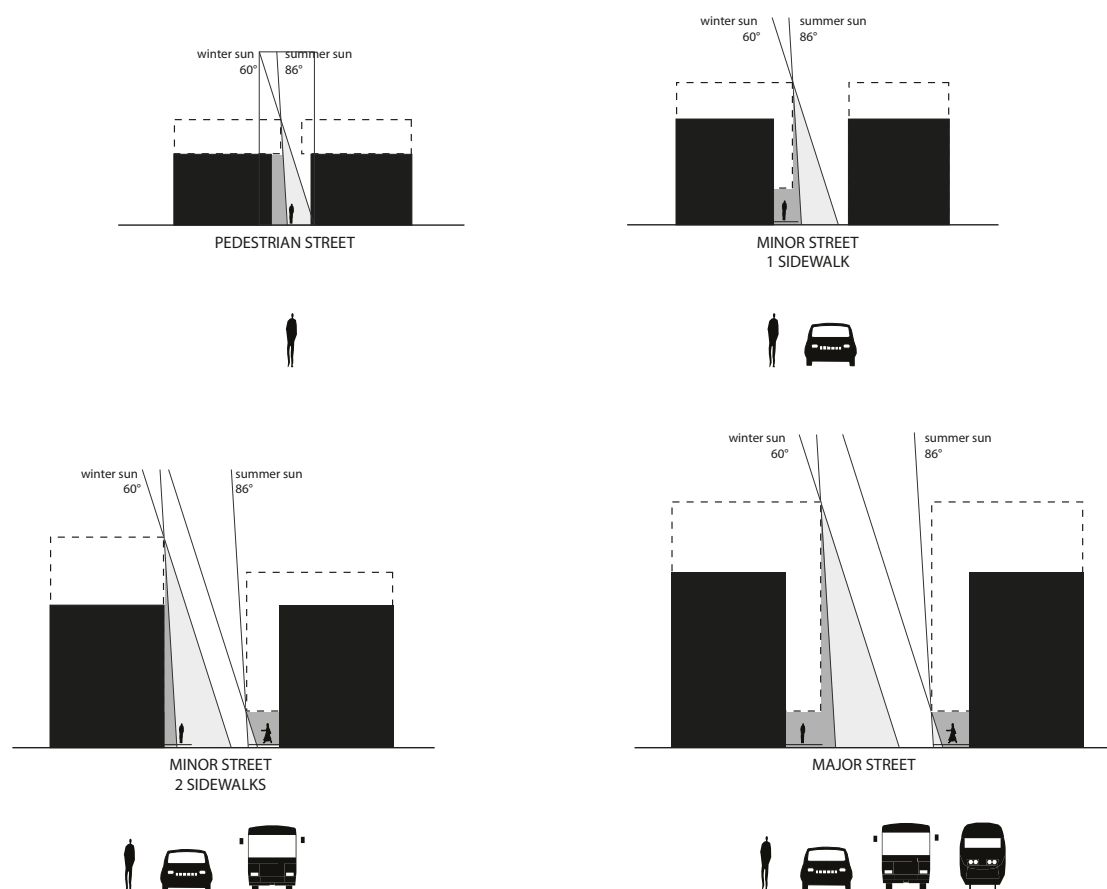 winter sun
60°
summer sun
86°
PEDESTRIAN STREET
winter sun
60°
summer sun
86°
MINOR STREET
1 SIDEWALK
winter sun
60°
summer sun
86°
MINOR STREET
2 SIDEWALKS
winter sun
60°
summer sun
86°
MAJOR STREET